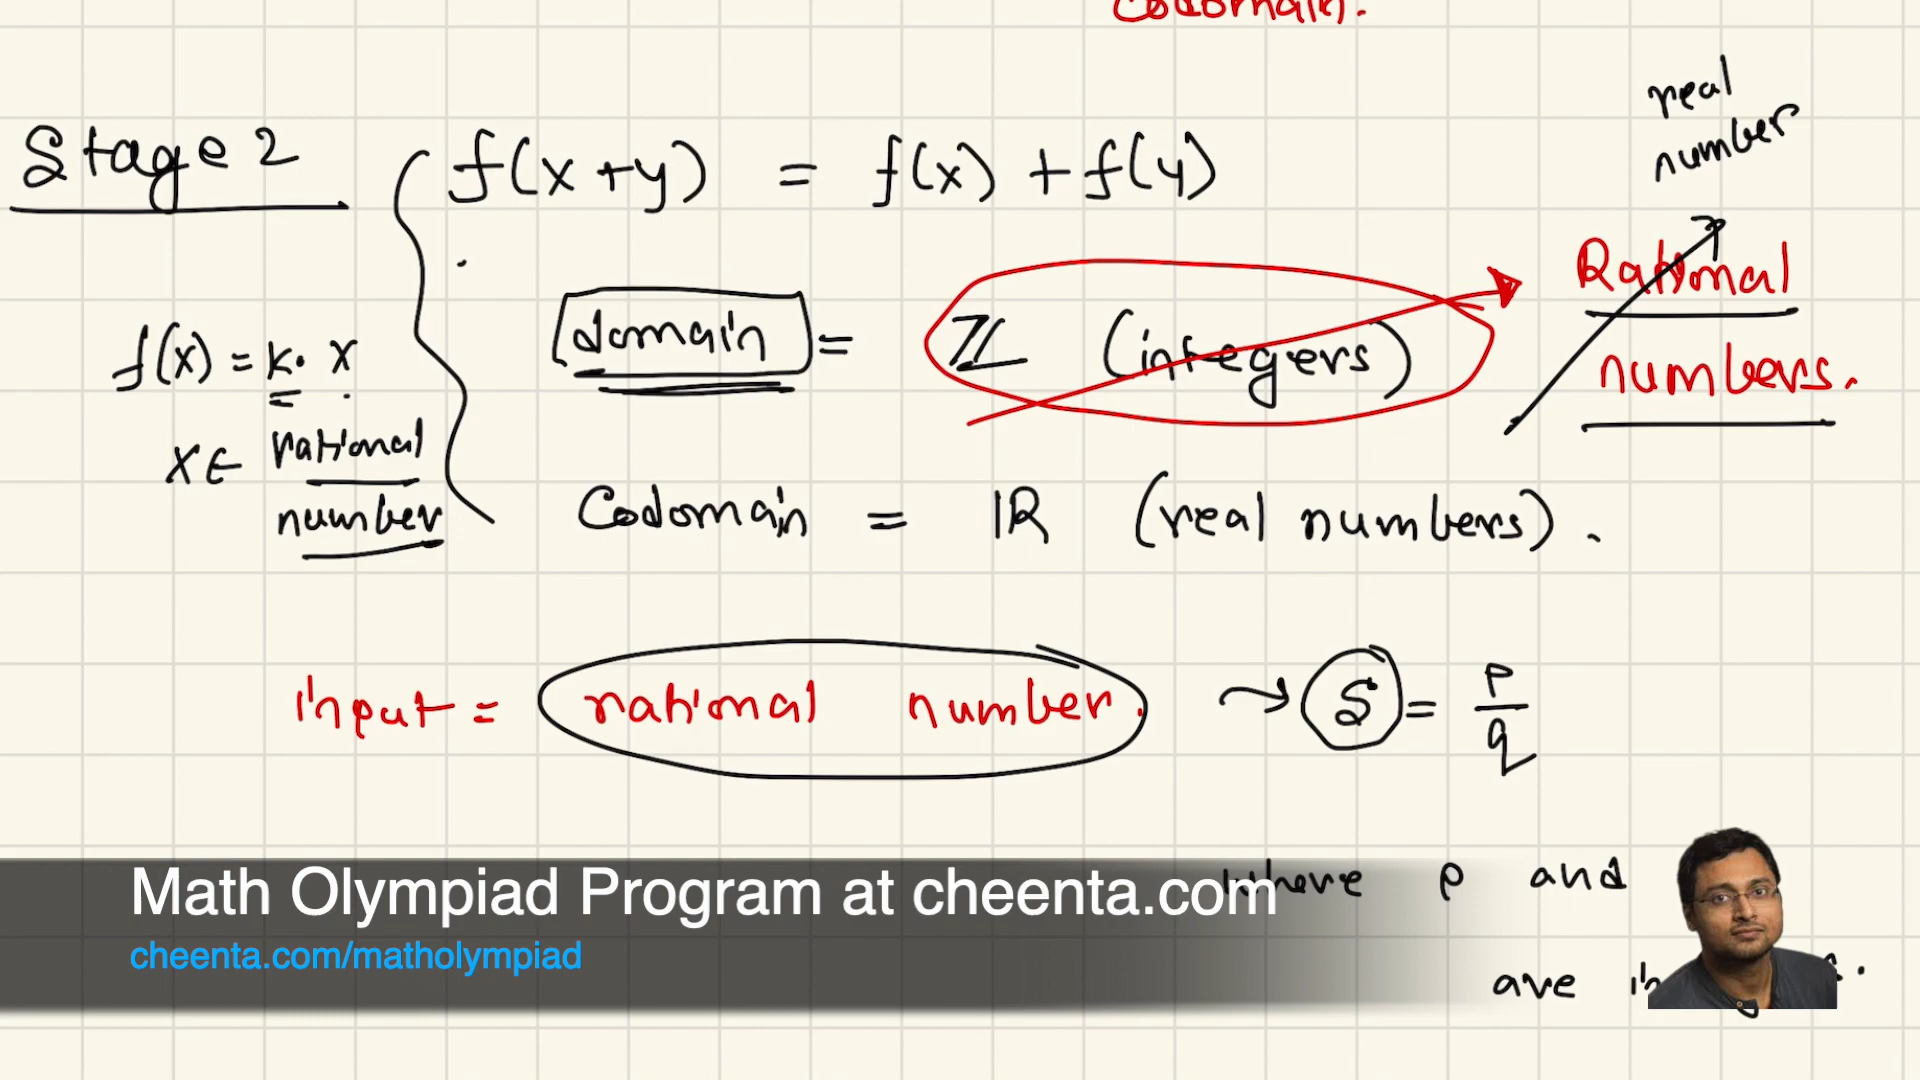 Codomain.
real
number
Stage 2
f(x+y) = f(x) + f(y)
Rational
numbers.
domain = ℤ (integers)
f(x) = k. x
x ∈ rational
number
Codomain = ℝ (real numbers).
input = rational number. → S = p/q
where p and
are
Math Olympiad Program at cheenta.com
cheenta.com/matholympiad